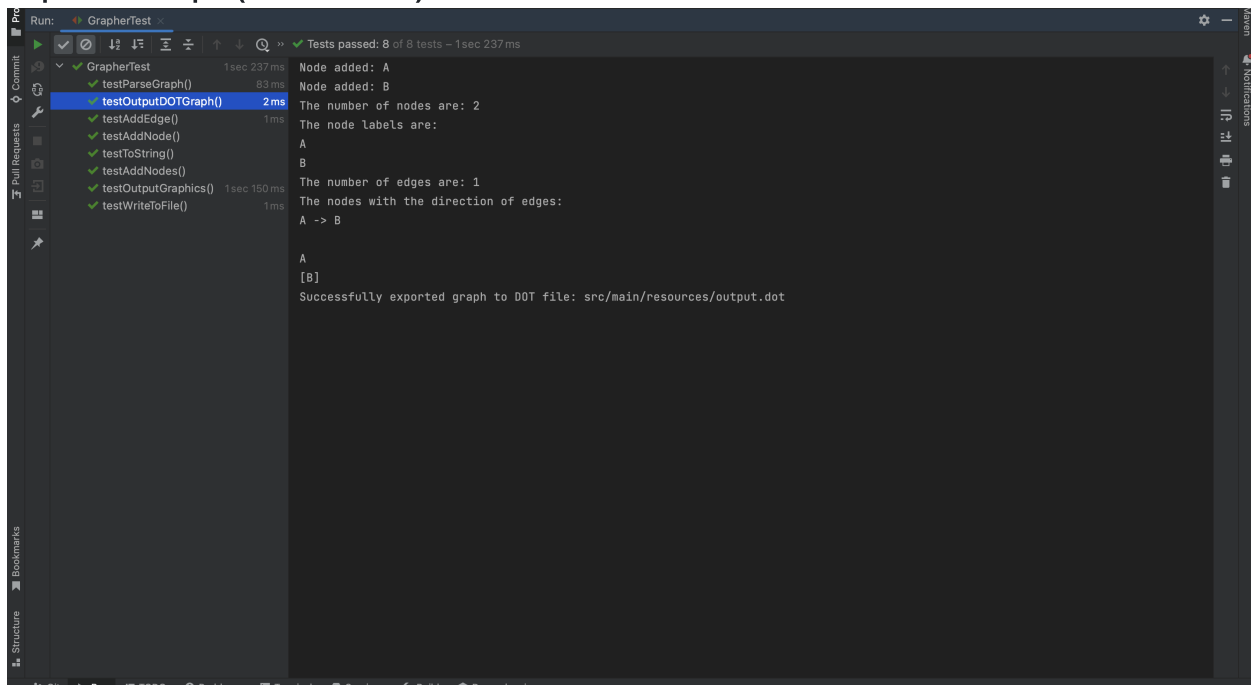 Run: GrapherTest
Tests passed: 8 of 8 tests – 1 sec 237 ms
GrapherTest 1 sec 237 ms
testParseGraph() 83 ms
testOutputDOTGraph() 2 ms
testAddEdge() 1 ms
testAddNode()
testToString()
testAddNodes()
testOutputGraphics() 1 sec 150 ms
testWriteToFile() 1 ms
Node added: A
Node added: B
The number of nodes are: 2
The node labels are:
A
B
The number of edges are: 1
The nodes with the direction of edges:
A -> B
A
[B]
Successfully exported graph to DOT file: src/main/resources/output.dot
Pro
Commit
Pull Requests
Bookmarks
Structure
Maven
Notifications